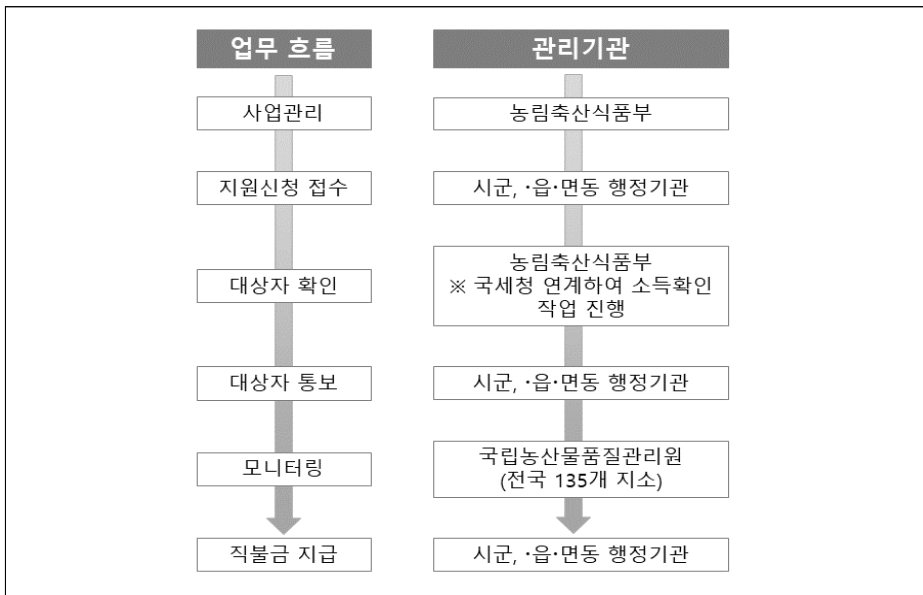 업무 흐름
관리기관
사업관리
농림축산식품부
지원신청 접수
시군, ·읍·면동 행정기관
대상자 확인
농림축산식품부
※ 국세청 연계하여 소득확인
작업 진행
대상자 통보
시군, ·읍·면동 행정기관
모니터링
국립농산물품질관리원
(전국 135개 지소)
직불금 지급
시군, ·읍·면동 행정기관